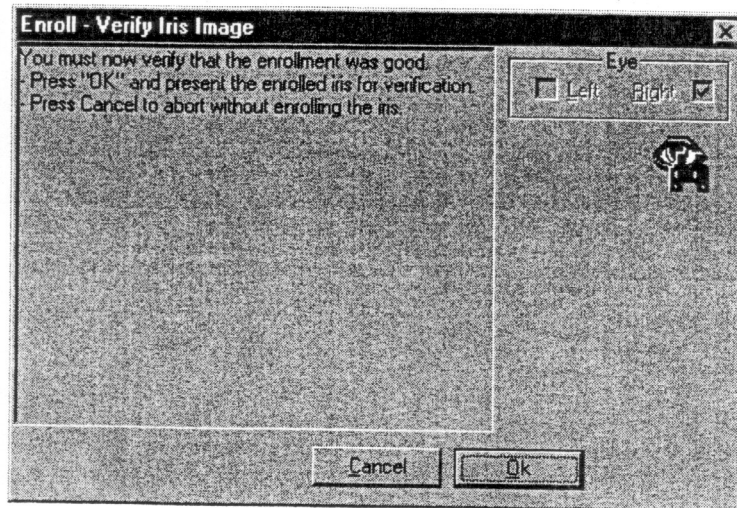 Enroll - Verify Iris Image
You must now verify that the enrollment was good.
- Press "OK" and present the enrolled iris for verification.
- Press Cancel to abort without enrolling the iris.
Eye
Left Right
Cancel Ok